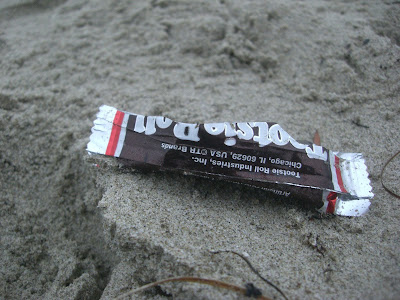 Tootsie Roll
Chicago, IL 60629, USA CTR Brands
Tootsie Roll Industries, Inc.